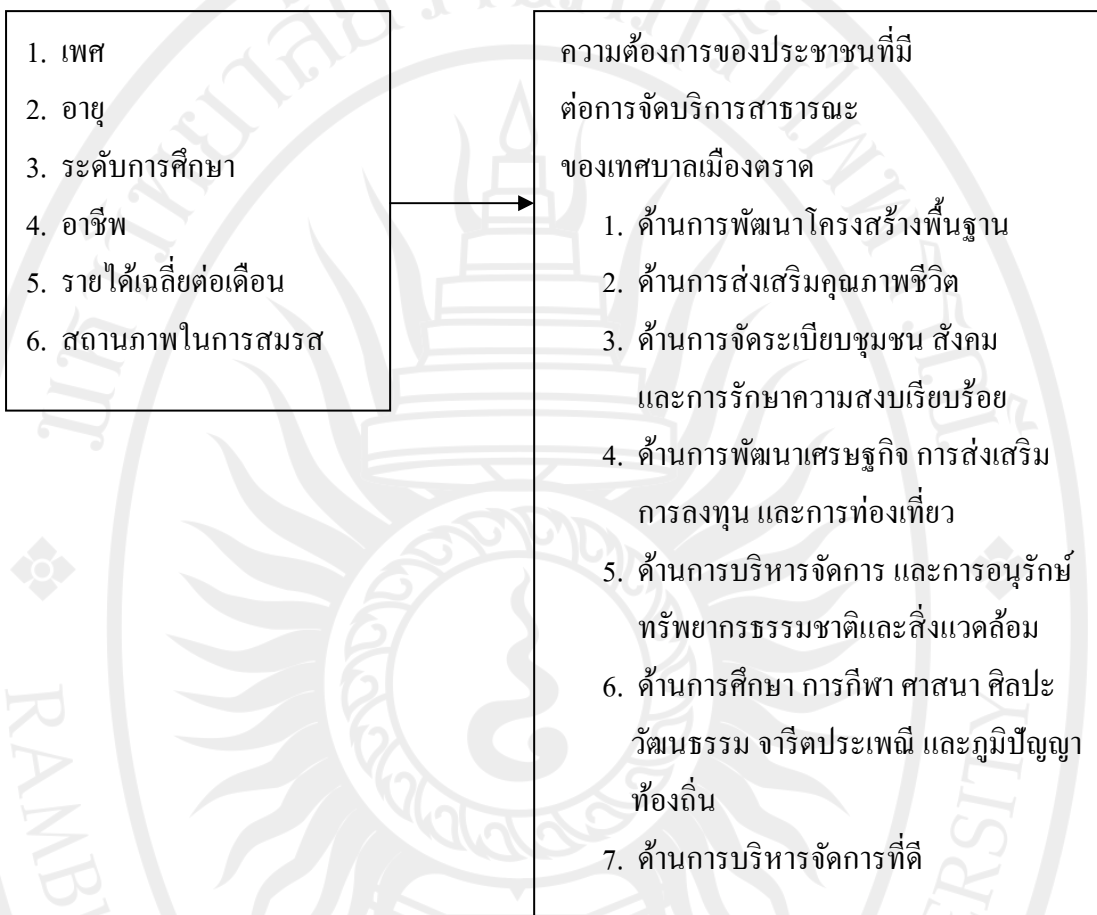 1. เพศ
2. อายุ
3. ระดับการศึกษา
4. อาชีพ
5. รายได้เฉลี่ยต่อเดือน
6. สถานภาพในการสมรส
ความต้องการของประชาชนที่มี
ต่อการจัดบริการสาธารณะ
ของเทศบาลเมืองตราด
1. ด้านการพัฒนาโครงสร้างพื้นฐาน
2. ด้านการส่งเสริมคุณภาพชีวิต
3. ด้านการจัดระเบียบชุมชน สังคม
และการรักษาความสงบเรียบร้อย
4. ด้านการพัฒนาเศรษฐกิจ การส่งเสริม
การลงทุน และการท่องเที่ยว
5. ด้านการบริหารจัดการ และการอนุรักษ์
ทรัพยากรธรรมชาติและสิ่งแวดล้อม
6. ด้านการศึกษา การกีฬา ศาสนา ศิลปะ
วัฒนธรรม จารีตประเพณี และภูมิปัญญา
ท้องถิ่น
7. ด้านการบริหารจัดการที่ดี